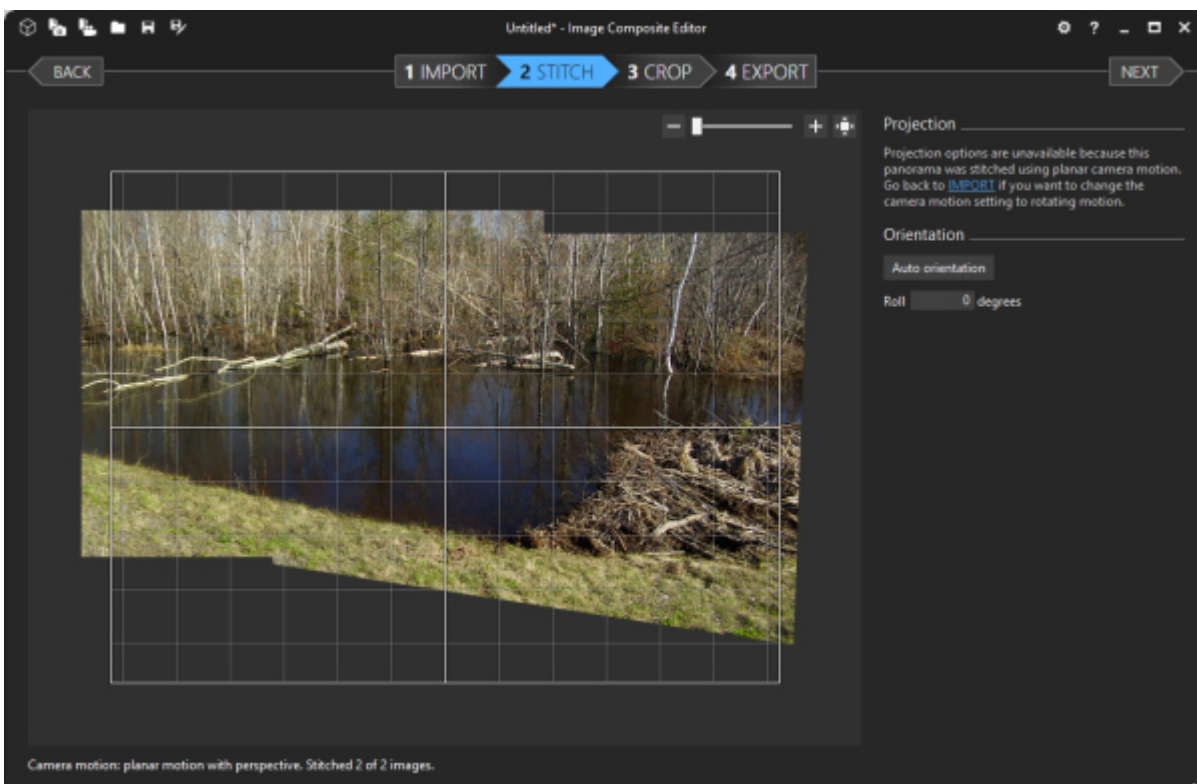 Untitled* - Image Composite Editor
?
BACK
1 IMPORT
2 STITCH
3 CROP
4 EXPORT
NEXT
Projection
Projection options are unavailable because this
panorama was stitched using planar camera motion.
Go back to IMPORT if you want to change the
camera motion setting to rotating motion.
Orientation
Auto orientation
Roll 0 degrees
Camera motion: planar motion with perspective. Stitched 2 of 2 images.